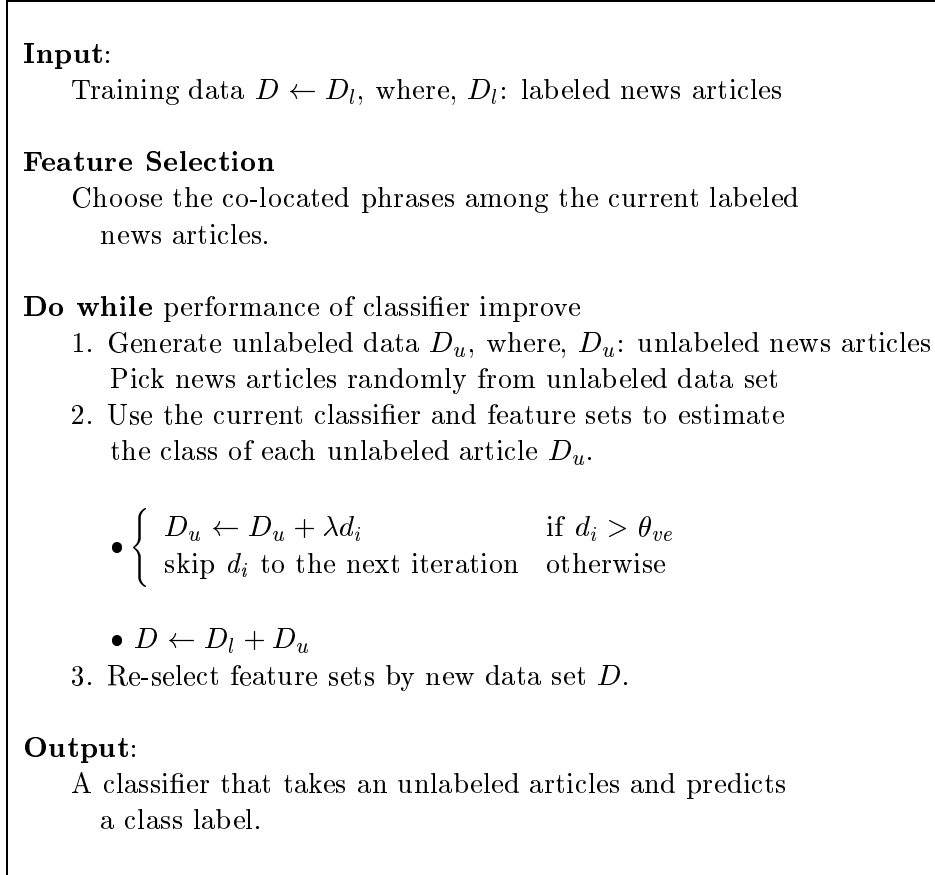 Input:
Training data D ← D_l, where, D_l: labeled news articles
Feature Selection
Choose the co-located phrases among the current labeled
news articles.
Do while performance of classifier improve
1. Generate unlabeled data D_u, where, D_u: unlabeled news articles
Pick news articles randomly from unlabeled data set
2. Use the current classifier and feature sets to estimate
the class of each unlabeled article D_u.
• { D_u ← D_u + λd_i if d_i > θ_ve
skip d_i to the next iteration otherwise
• D ← D_l + D_u
3. Re-select feature sets by new data set D.
Output:
A classifier that takes an unlabeled articles and predicts
a class label.